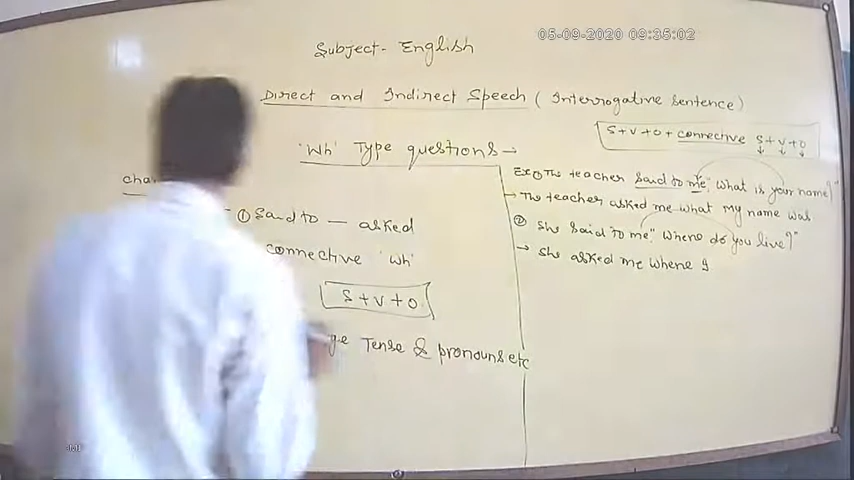 05-09-2020 09:35:02
Subject- English
Direct and Indirect Speech ( Interrogative sentence)
S+V+O+ connective S+V+O
'Wh' Type questions →
① Said to — asked
connective 'wh'
S+V+O
Tense & pronouns etc
Ex① The teacher said to me, "What is your name?"
→ The teacher asked me what my name was
② She said to me "Where do you live?"
→ She asked me where I